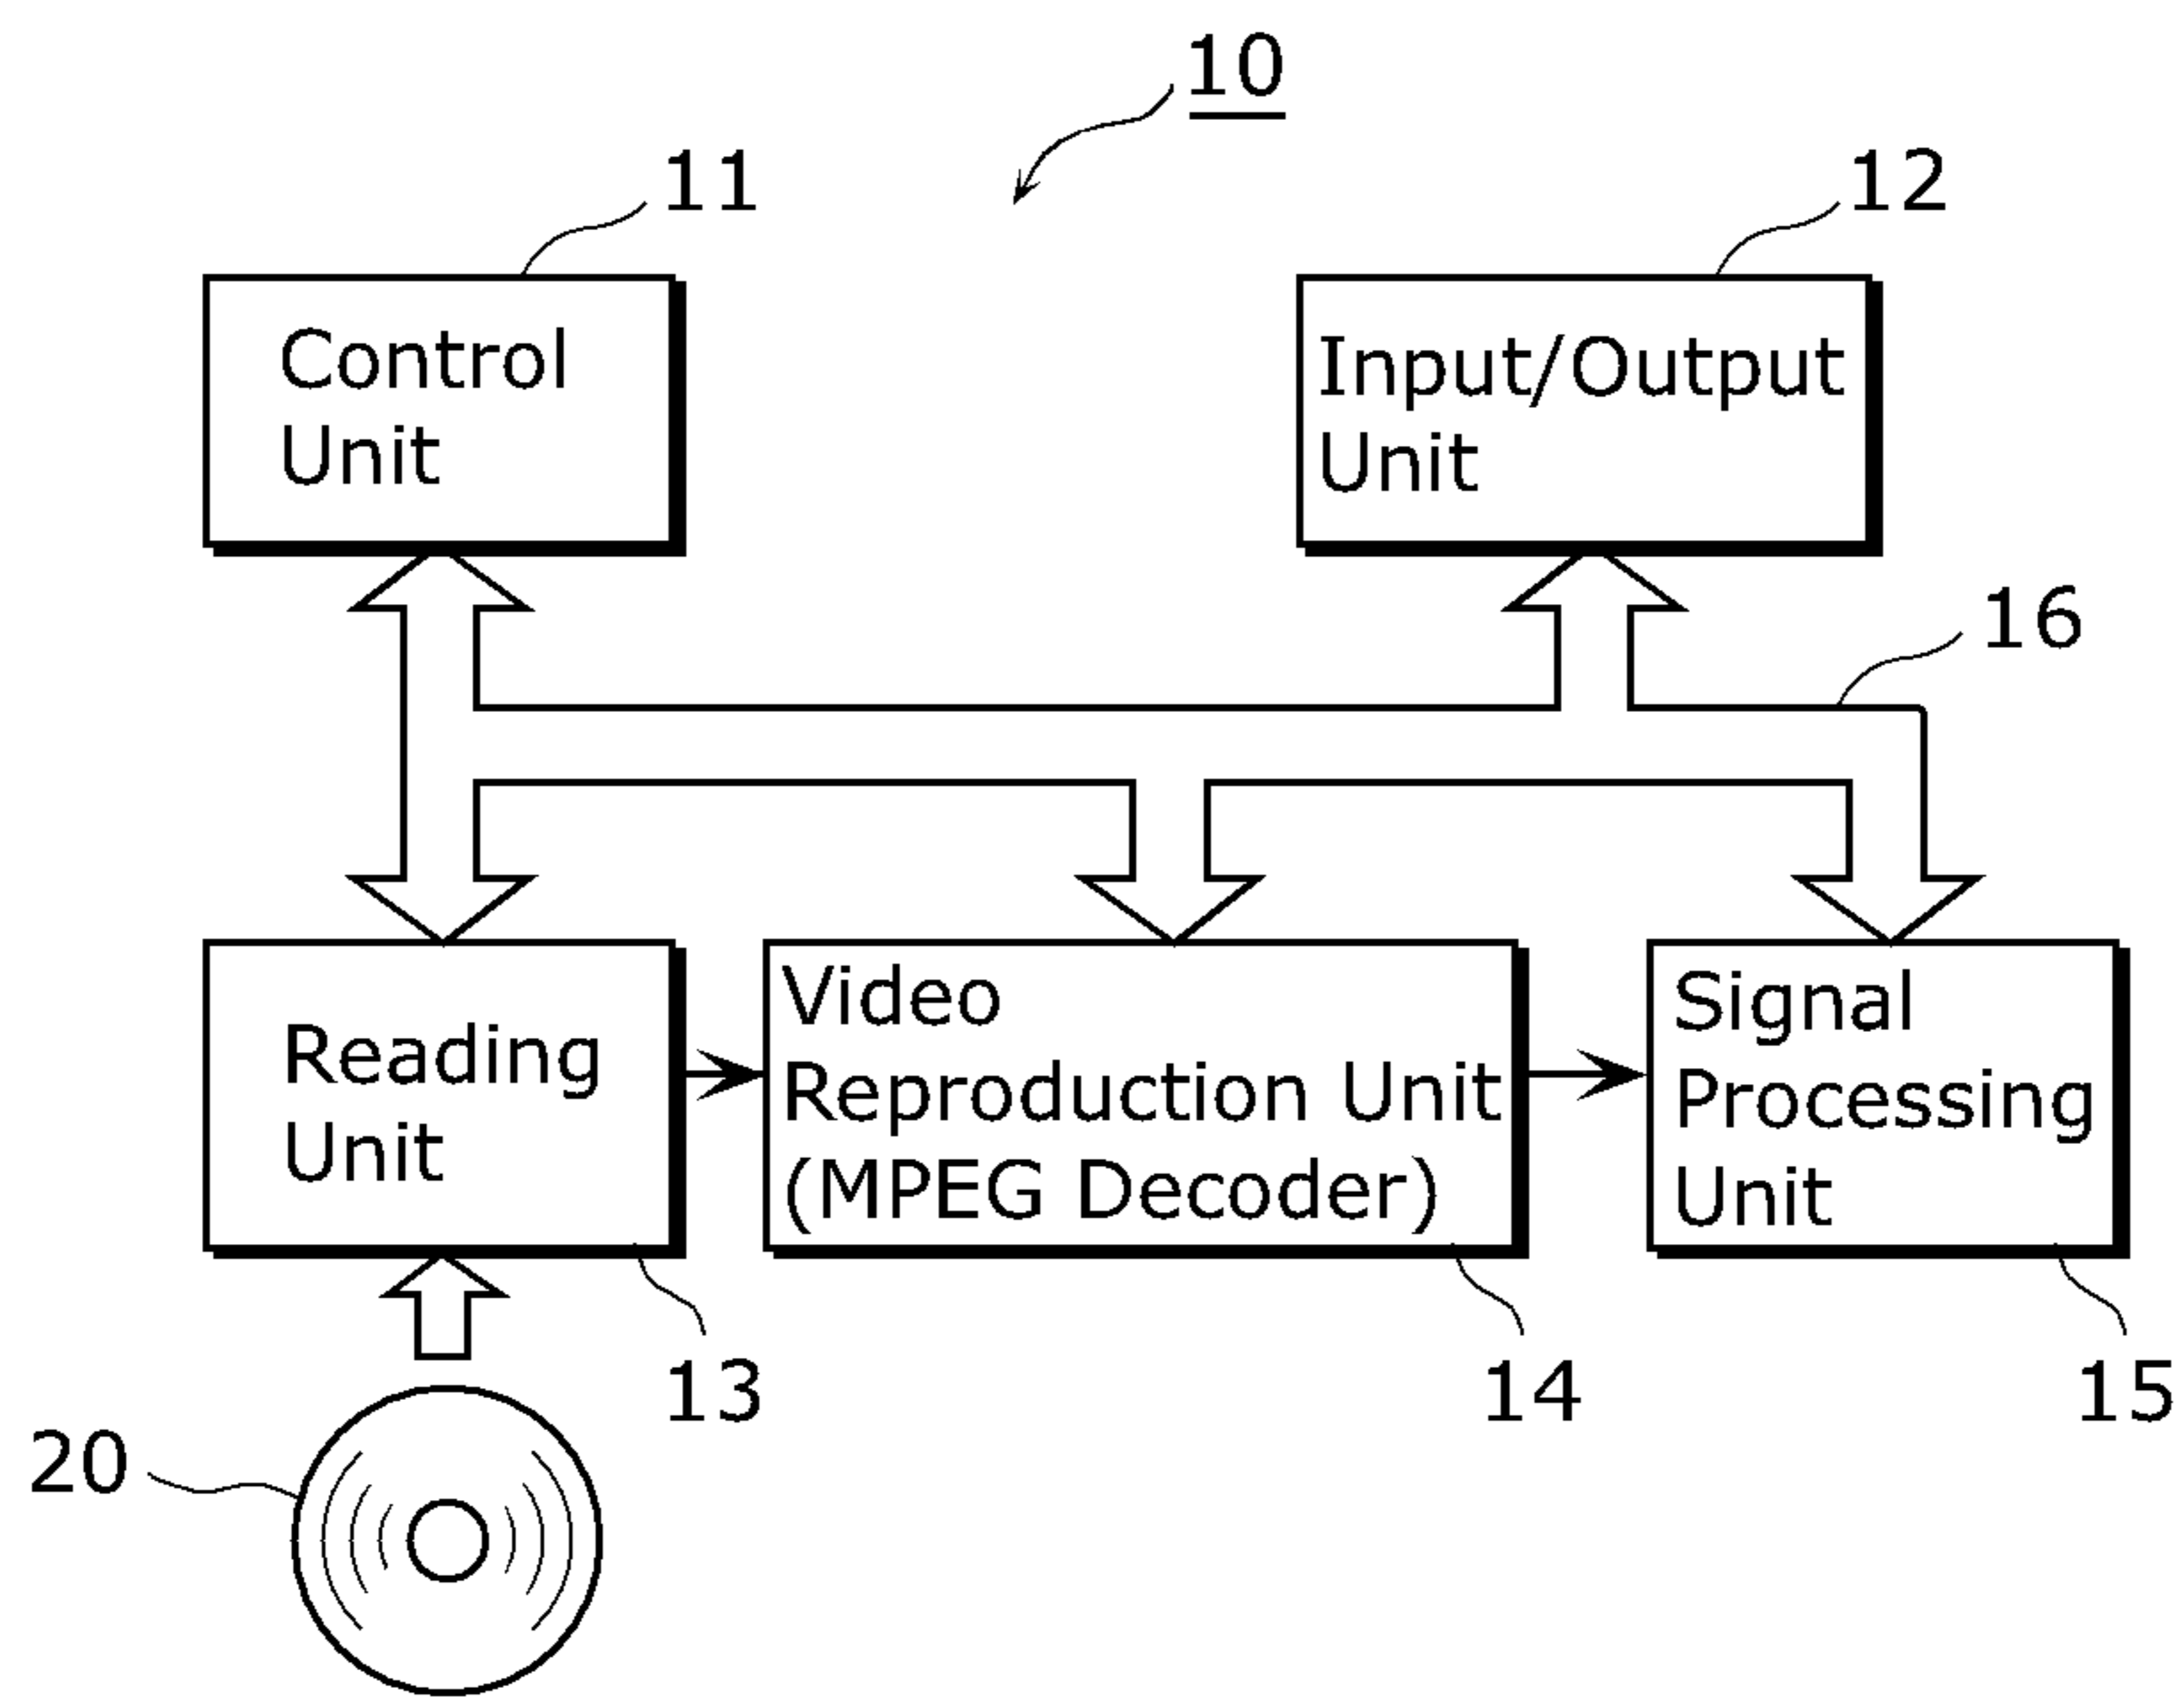 10
11
12
Control
Unit
Input/Output
Unit
16
Reading
Unit
Video
Reproduction Unit
(MPEG Decoder)
Signal
Processing
Unit
13
14
15
20